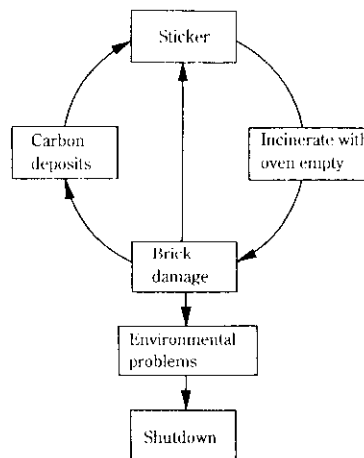 Sticker
Carbon
deposits
Incinerate with
oven empty
Brick
damage
Environmental
problems
Shutdown